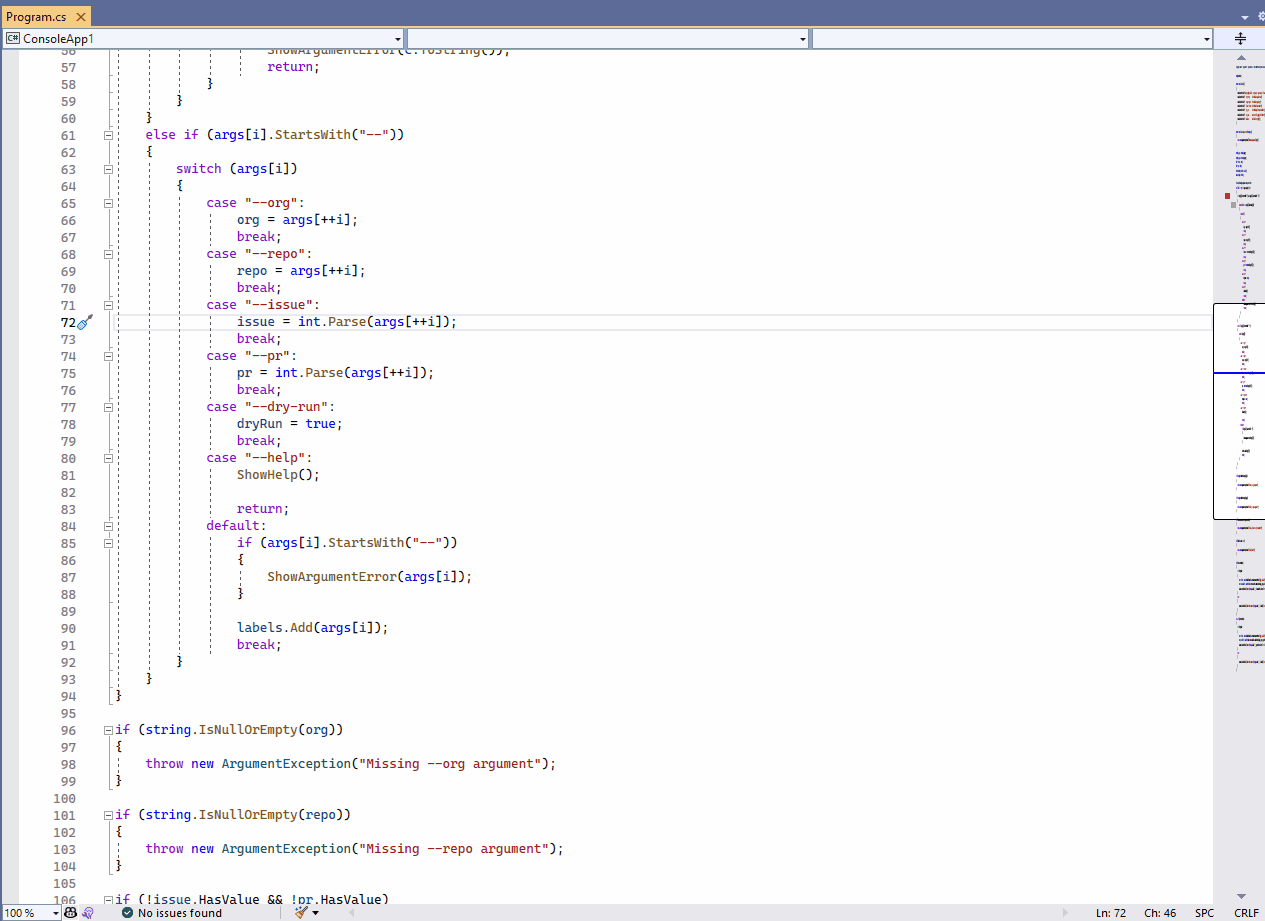 Program.cs
C# ConsoleApp1
56 ShowArgumentError(c.ToString());
57 return;
58 }
59 }
60 }
61 else if (args[i].StartsWith("--"))
62 {
63 switch (args[i])
64 {
65 case "--org":
66 org = args[++i];
67 break;
68 case "--repo":
69 repo = args[++i];
70 break;
71 case "--issue":
72 issue = int.Parse(args[++i]);
73 break;
74 case "--pr":
75 pr = int.Parse(args[++i]);
76 break;
77 case "--dry-run":
78 dryRun = true;
79 break;
80 case "--help":
81 ShowHelp();
82
83 return;
84 default:
85 if (args[i].StartsWith("--"))
86 {
87 ShowArgumentError(args[i]);
88 }
89
90 labels.Add(args[i]);
91 break;
92 }
93 }
94 }
95
96 if (string.IsNullOrEmpty(org))
97 {
98 throw new ArgumentException("Missing --org argument");
99 }
100
101 if (string.IsNullOrEmpty(repo))
102 {
103 throw new ArgumentException("Missing --repo argument");
104 }
105
106 if (!issue.HasValue && !pr.HasValue)
100 % No issues found Ln: 72 Ch: 46 SPC CRLF